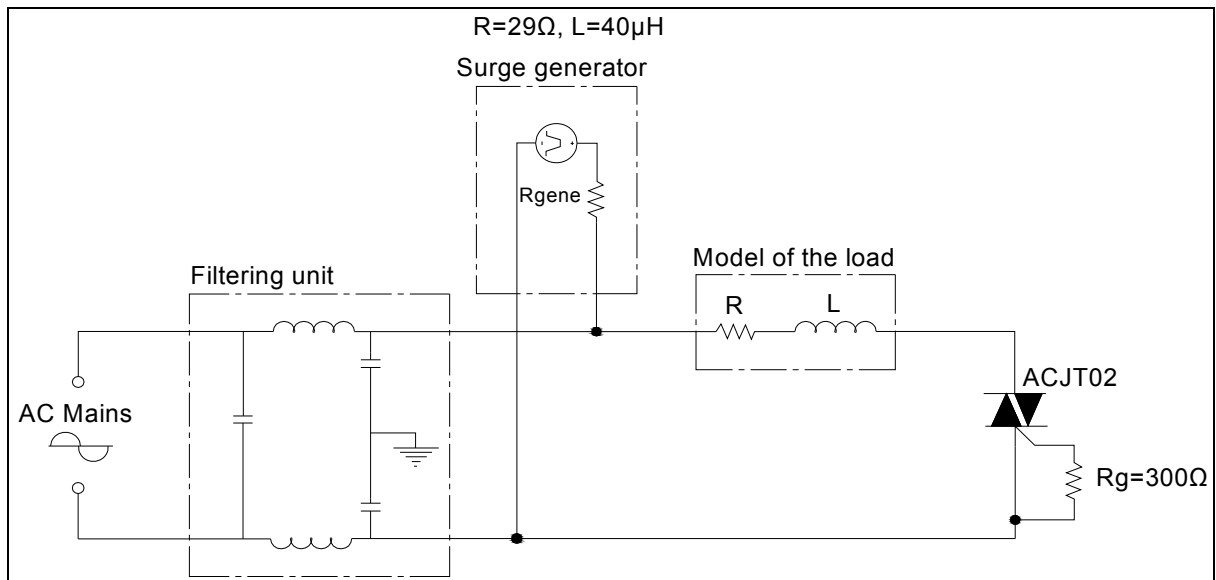 R=29Ω, L=40µH
Surge generator
- +
Rgene
Model of the load
Filtering unit
R L
ACJT02
AC Mains
Rg=300Ω